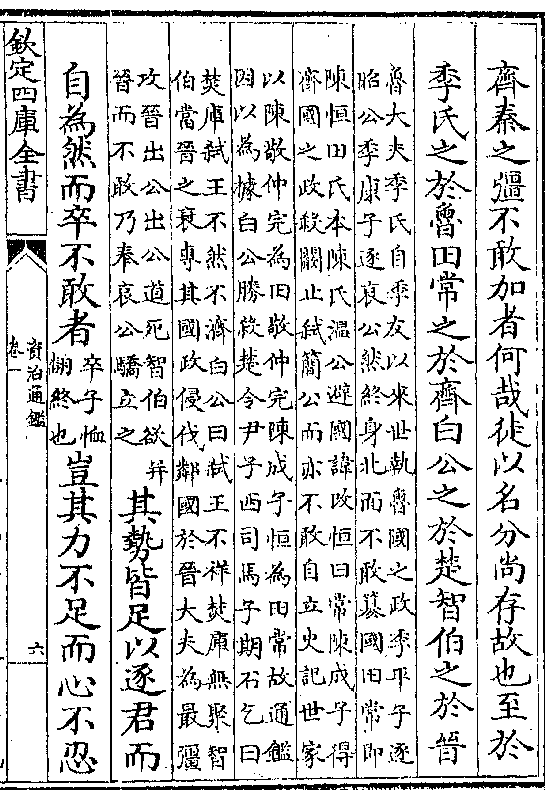 齊秦之彊不敢加者何哉徒以名分尚存故也至於
季氏之於魯田常之於齊白公之於楚智伯之於晉
魯大夫季氏自季友以來世執魯國之政季平子逐
昭公季康子逐哀公然終身北面不敢簒國田常即
陳恒田氏本陳氏溫公避國諱改恒曰常陳成子得
齊國之政殺闞止弑簡公而亦不敢自立史記世家
以陳敬仲完為田敬仲完陳成子恒為田常故通鑑
因以為據白公勝殺楚令尹子西司馬子期石乞曰
焚庫弑王不然不濟白公曰弑王不祥焚庫無聚智
伯當晉之衰專其國政侵伐鄰國於晉大夫為最彊
攻晉出公出公道死智伯欲并
晉而不敢乃奉哀公驕立之
其勢皆足以逐君而
自為然而卒不敢者
卒子恤
翻終也
豈其力不足而心不忍
欽定四庫全書
資治通鑑
卷一
六